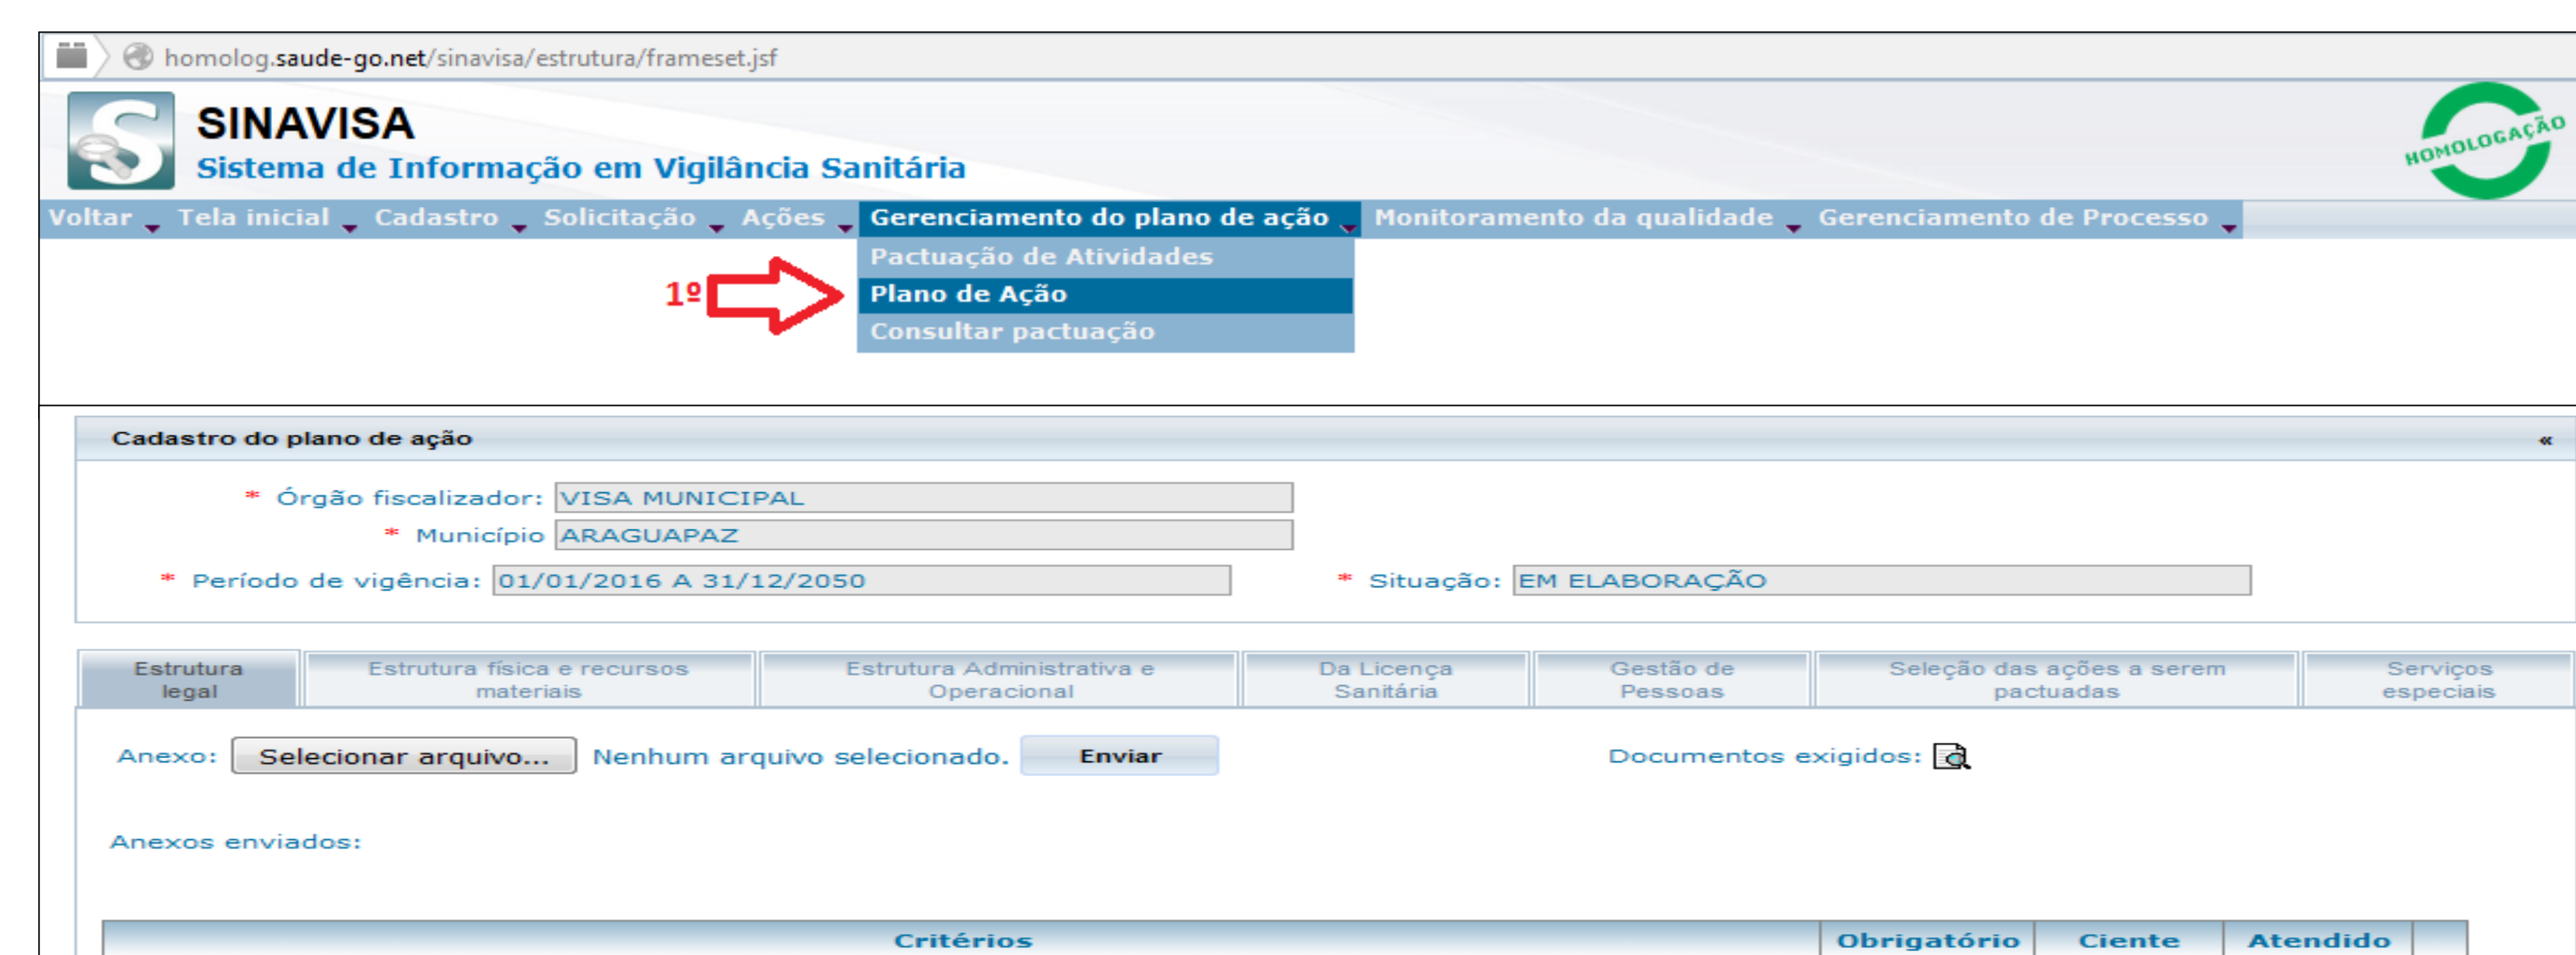 homolog.saude-go.net/sinavisa/estrutura/frameset.jsf
SINAVISA
Sistema de Informação em Vigilância Sanitária
HOMOLOGAÇÃO
Voltar Tela inicial Cadastro Solicitação Ações Gerenciamento do plano de ação Monitoramento da qualidade Gerenciamento de Processo
Pactuação de Atividades
1º Plano de Ação
Consultar pactuação
Cadastro do plano de ação «
* Órgão fiscalizador: VISA MUNICIPAL
* Município ARAGUAPAZ
* Período de vigência: 01/01/2016 A 31/12/2050 * Situação: EM ELABORAÇÃO
Estrutura legal Estrutura física e recursos materiais Estrutura Administrativa e Operacional Da Licença Sanitária Gestão de Pessoas Seleção das ações a serem pactuadas Serviços especiais
Anexo: Selecionar arquivo... Nenhum arquivo selecionado. Enviar Documentos exigidos:
Anexos enviados:
Critérios Obrigatório Ciente Atendido